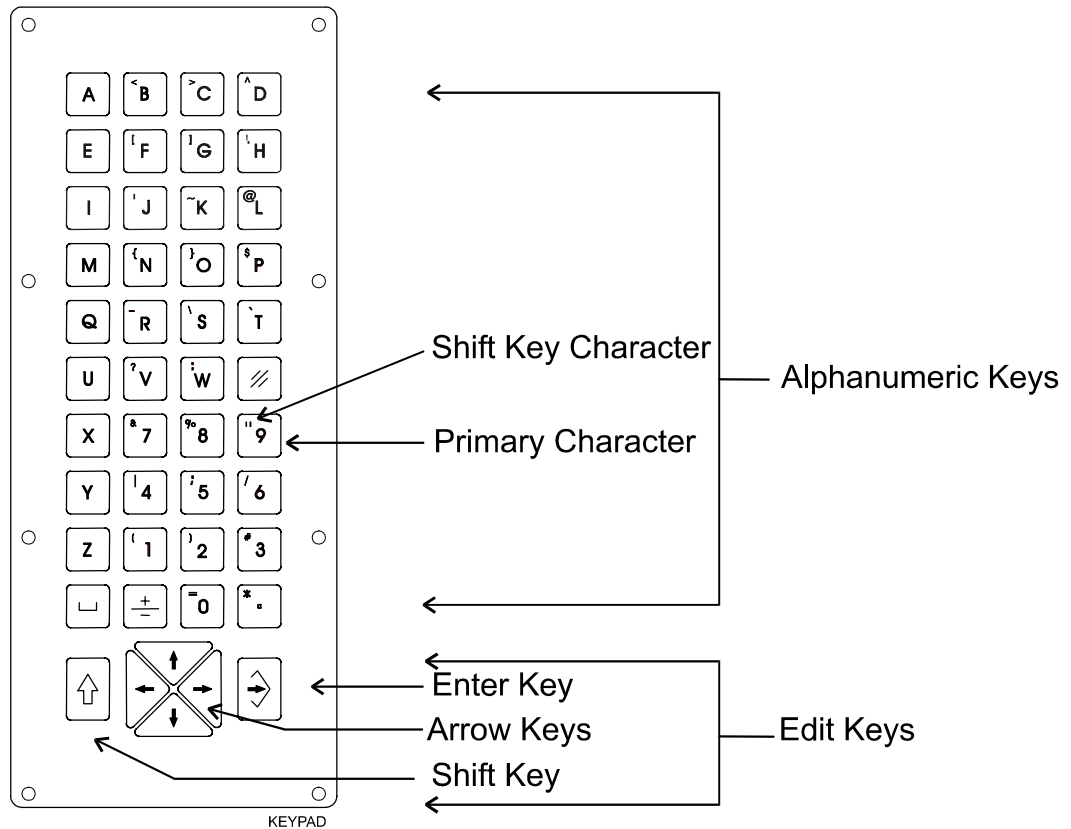 A < B > C ^ D
E [ F ] G H
I ' J ~ K @ L
M { N } O $ P
Q - R \ S ` T
U ? V : W //
X & 7 % 8 " 9
Y | 4 ; 5 / 6
Z ( 1 ) 2 # 3
+ − = 0 * .
Shift Key Character
Primary Character
Alphanumeric Keys
Enter Key
Arrow Keys
Shift Key
Edit Keys
KEYPAD